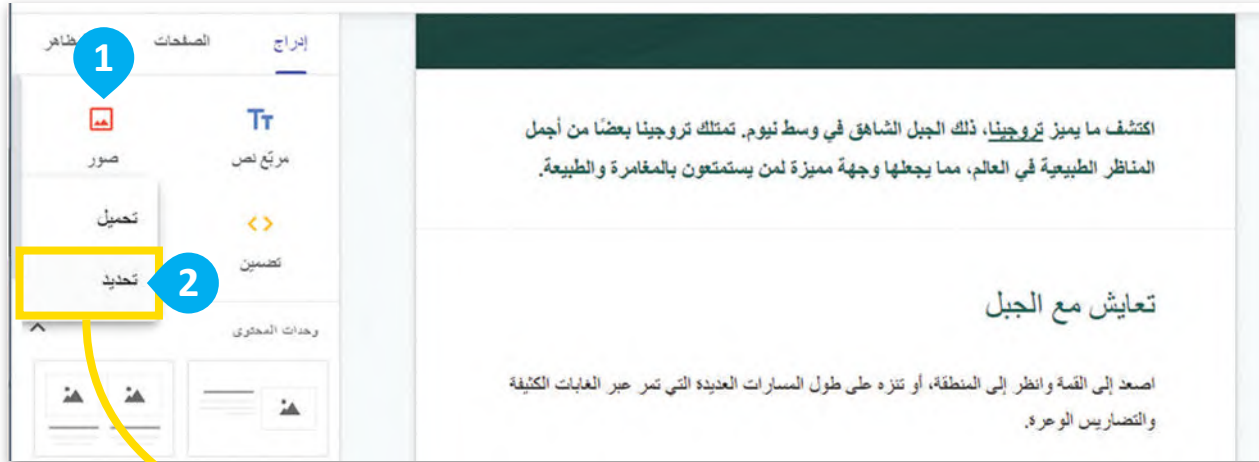 إدراج
الصفحات
ظاهر
1
مربّع نص
صور
تضمين
تحميل
تحديد
2
وحدات المحتوى
اكتشف ما يميز تروجينا، ذلك الجبل الشاهق في وسط نيوم. تمتلك تروجينا بعضًا من أجمل
المناظر الطبيعية في العالم، مما يجعلها وجهة مميزة لمن يستمتعون بالمغامرة والطبيعة.
تعايش مع الجبل
اصعد إلى القمة وانظر إلى المنطقة، أو تنزه على طول المسارات العديدة التي تمر عبر الغابات الكثيفة
والتضاريس الوعرة.